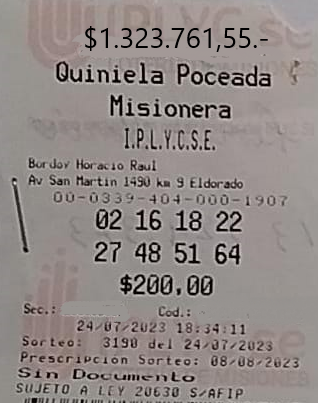 $1.323.761,55.-
Quiniela Poceada
Misionera
I.P.L.Y.C.S.E.
Bordov Horacio Raul
Av San Martin 1490 km 9 Eldorado
00-0339-404-000-1907
02 16 18 22
27 48 51 64
$200,00
Sec.: Cod.:
24/07/2023 18:34:11
Sorteo: 3190 del 24/07/2023
Prescripcion Sorteo: 08/08/2023
Sin Documento
SUJETO A LEY 20630 S/AFIP